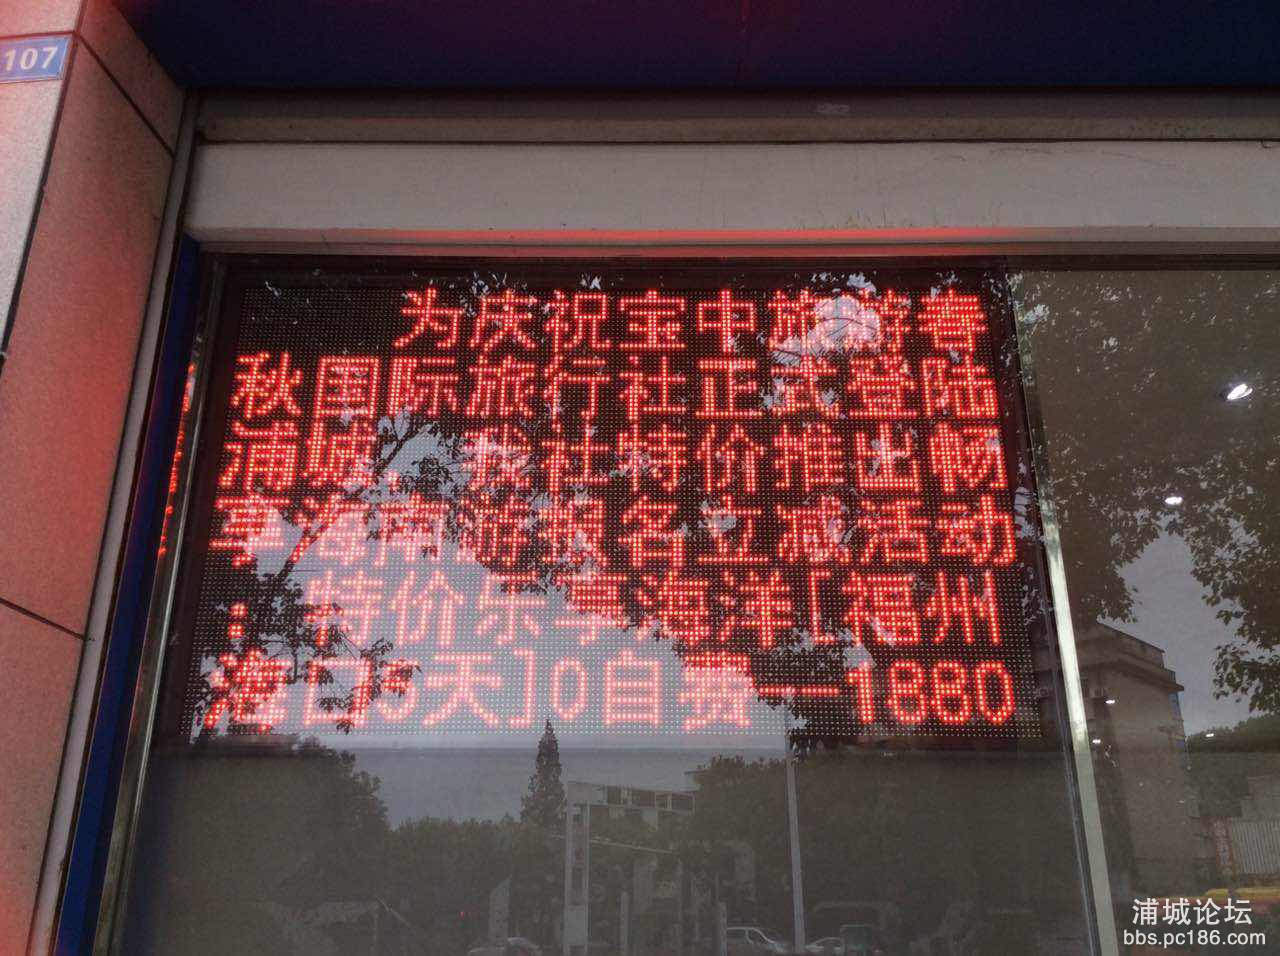 107
为庆祝宝中旅游春
秋国际旅行社正式登陆
浦城，我社特价推出畅
享海南游报名立减活动
：特价乐享海洋[福州
海口5天]0自费—1880
浦城论坛
bbs.pc186.com